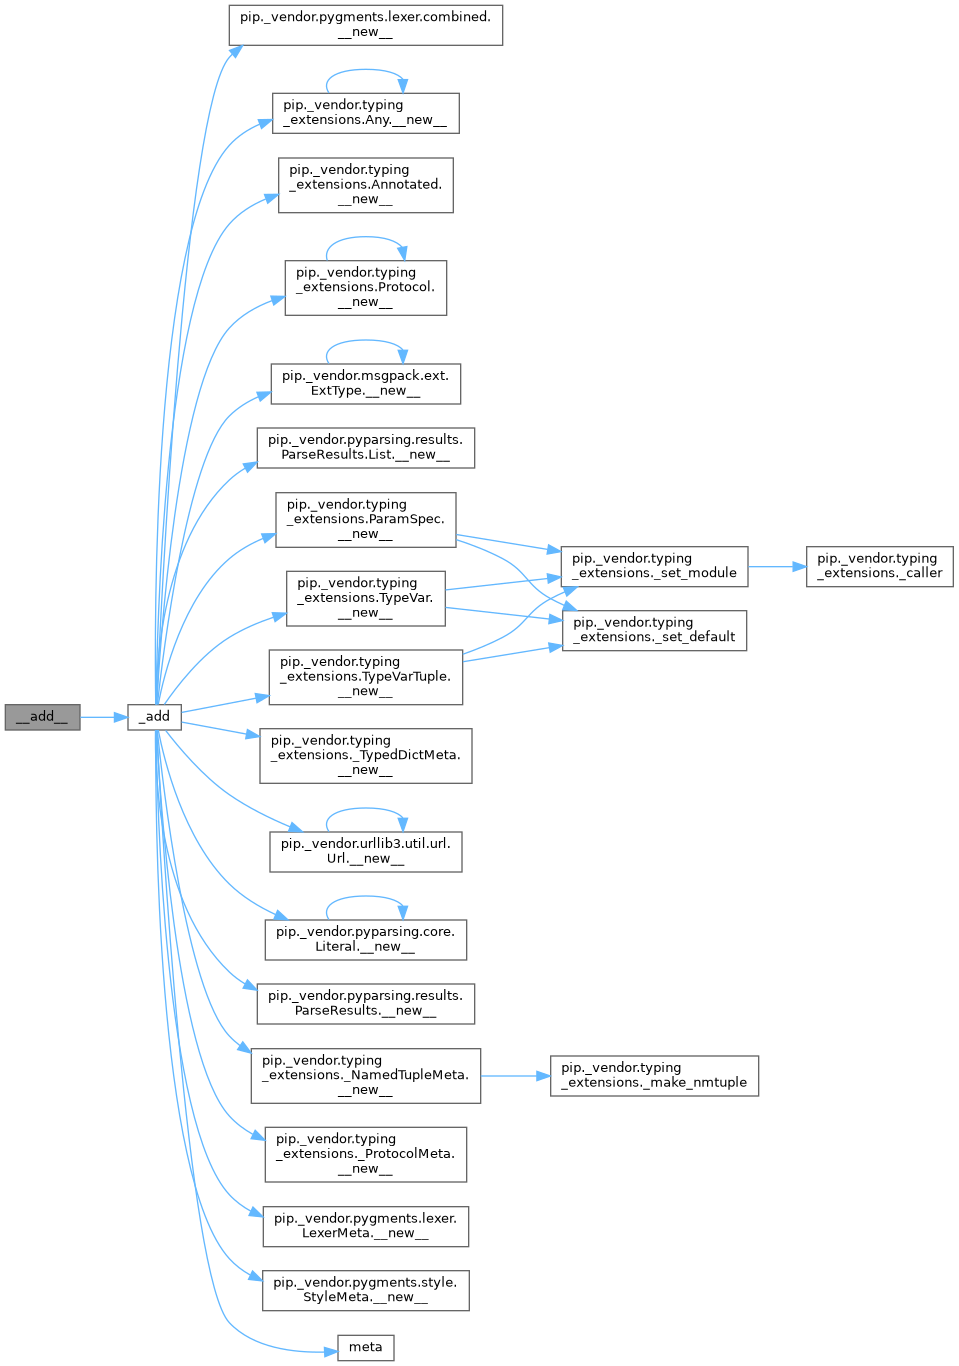 pip._vendor.pygments.lexer.combined.
__new__
pip._vendor.typing
_extensions.Any.__new__
pip._vendor.typing
_extensions.Annotated.
__new__
pip._vendor.typing
_extensions.Protocol.
__new__
pip._vendor.msgpack.ext.
ExtType.__new__
pip._vendor.pyparsing.results.
ParseResults.List.__new__
pip._vendor.typing
_extensions.ParamSpec.
__new__
pip._vendor.typing
_extensions._set_module
pip._vendor.typing
_extensions._caller
pip._vendor.typing
_extensions.TypeVar.
__new__
pip._vendor.typing
_extensions._set_default
pip._vendor.typing
_extensions.TypeVarTuple.
__new__
__add__
_add
pip._vendor.typing
_extensions._TypedDictMeta.
__new__
pip._vendor.urllib3.util.url.
Url.__new__
pip._vendor.pyparsing.core.
Literal.__new__
pip._vendor.pyparsing.results.
ParseResults.__new__
pip._vendor.typing
_extensions._NamedTupleMeta.
__new__
pip._vendor.typing
_extensions._make_nmtuple
pip._vendor.typing
_extensions._ProtocolMeta.
__new__
pip._vendor.pygments.lexer.
LexerMeta.__new__
pip._vendor.pygments.style.
StyleMeta.__new__
meta